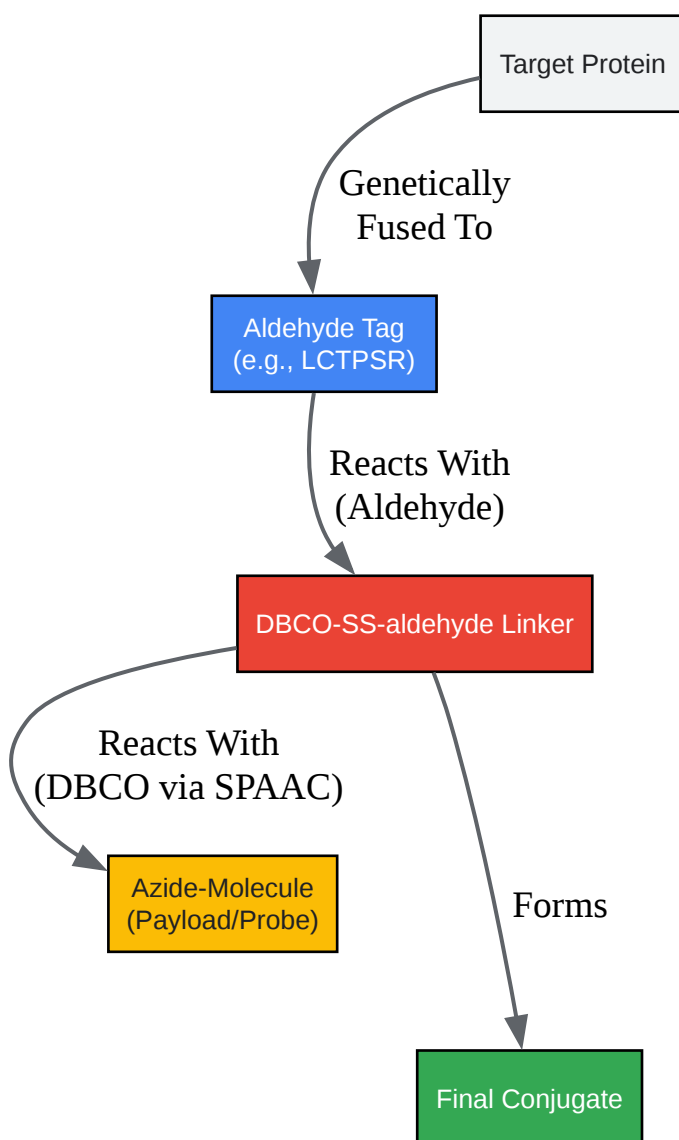 Target Protein
Genetically
Fused To
Aldehyde Tag
(e.g., LCTPSR)
Reacts With
(Aldehyde)
DBCO-SS-aldehyde Linker
Reacts With
(DBCO via SPAAC)
Azide-Molecule
(Payload/Probe)
Forms
Final Conjugate